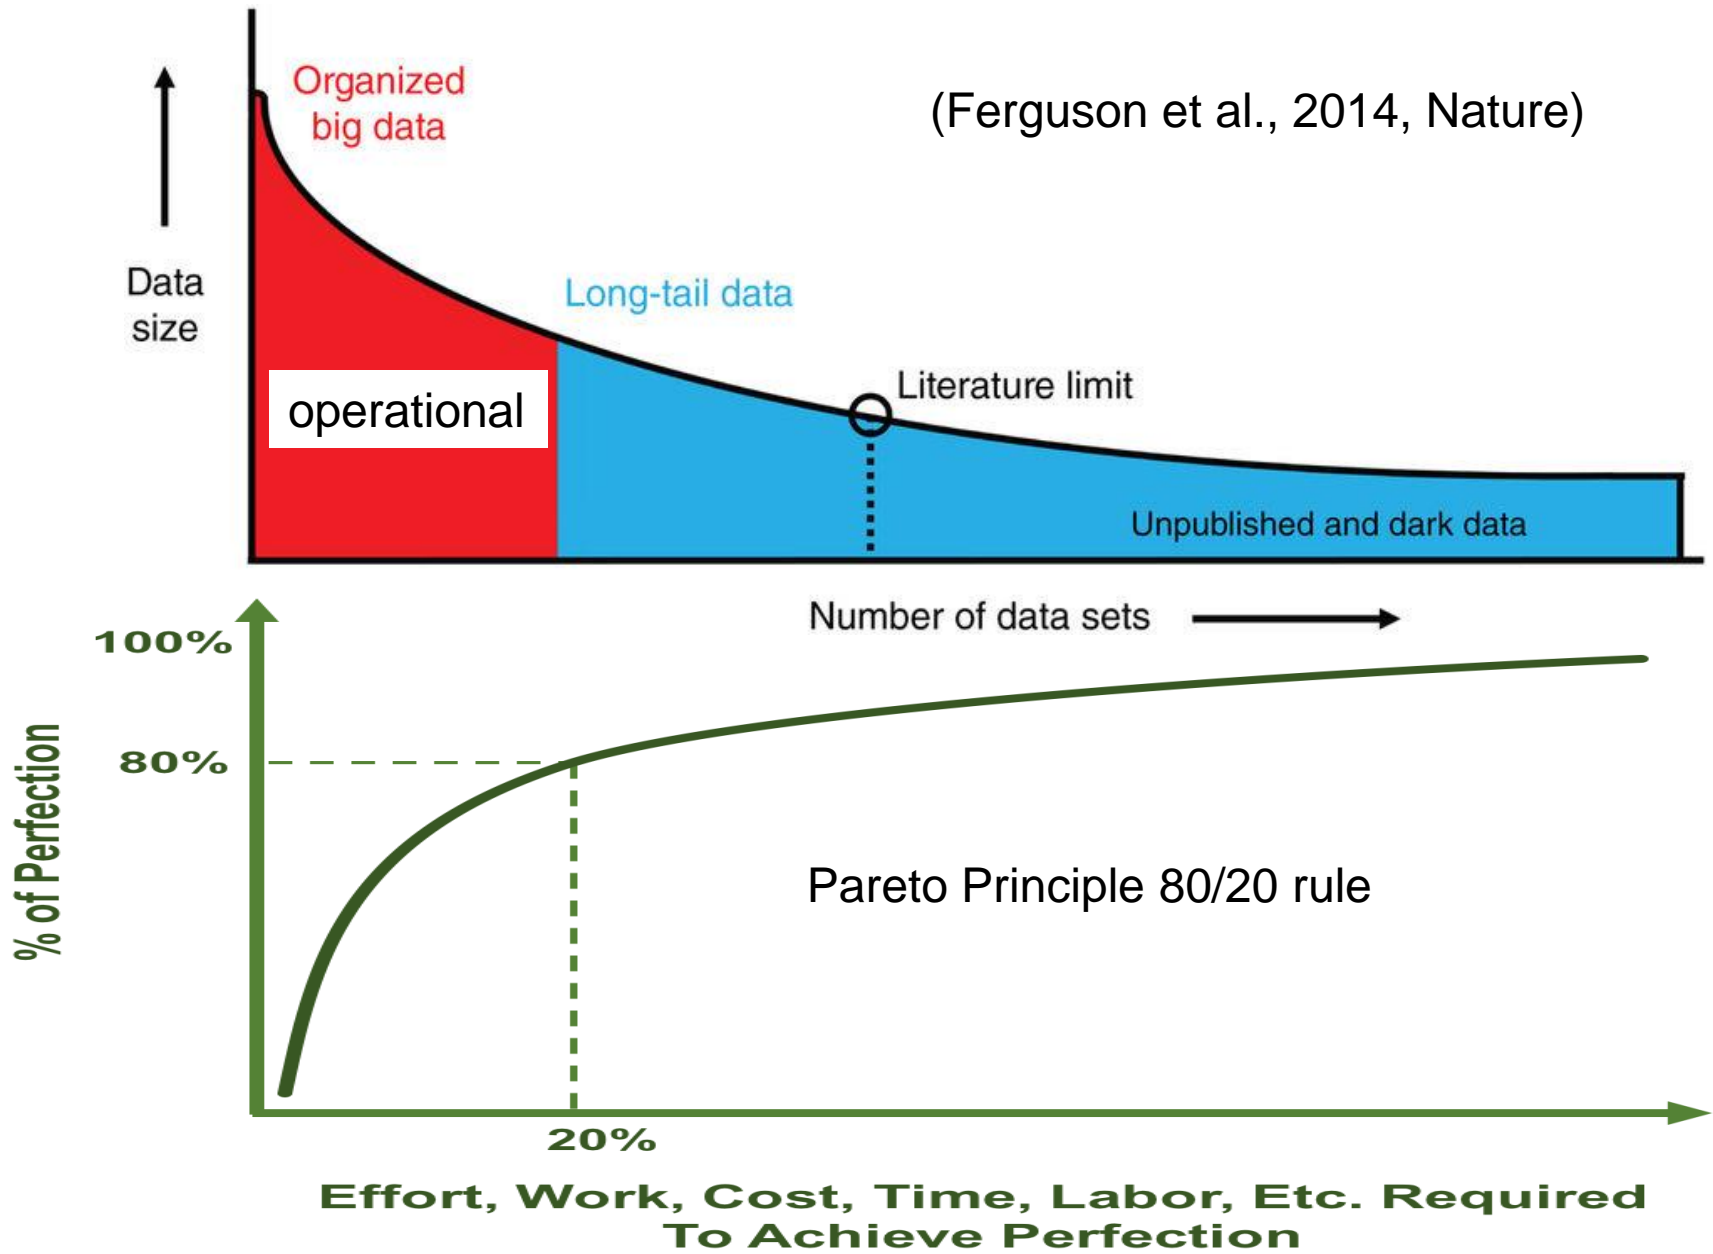 Organized
big data
(Ferguson et al., 2014, Nature)
Data
size
Long-tail data
Literature limit
operational
Unpublished and dark data
Number of data sets
100%
80%
% of Perfection
Pareto Principle 80/20 rule
20%
Effort, Work, Cost, Time, Labor, Etc. Required
To Achieve Perfection